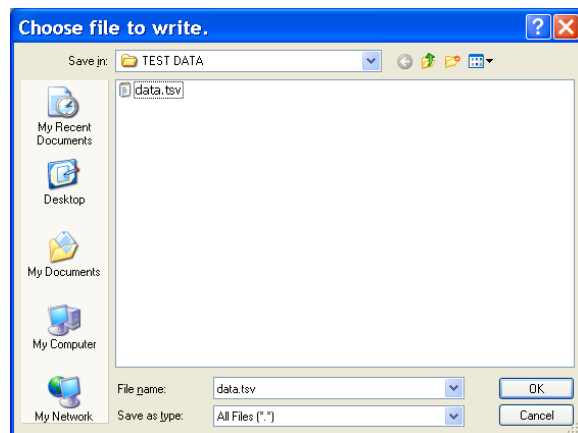 Choose file to write.
Save in: TEST DATA
data.tsv
My Recent
Documents
Desktop
My Documents
My Computer
My Network
File name: data.tsv
OK
Save as type: All Files (*.*)
Cancel